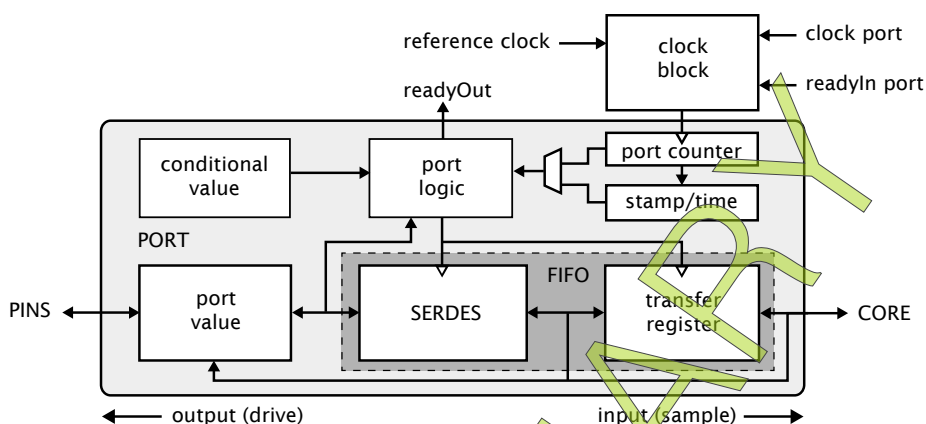 reference clock
clock
block
clock port
readyIn port
readyOut
conditional
value
port
logic
port counter
stamp/time
PORT
FIFO
PINS
port
value
SERDES
transfer
register
CORE
output (drive)
input (sample)
ARY